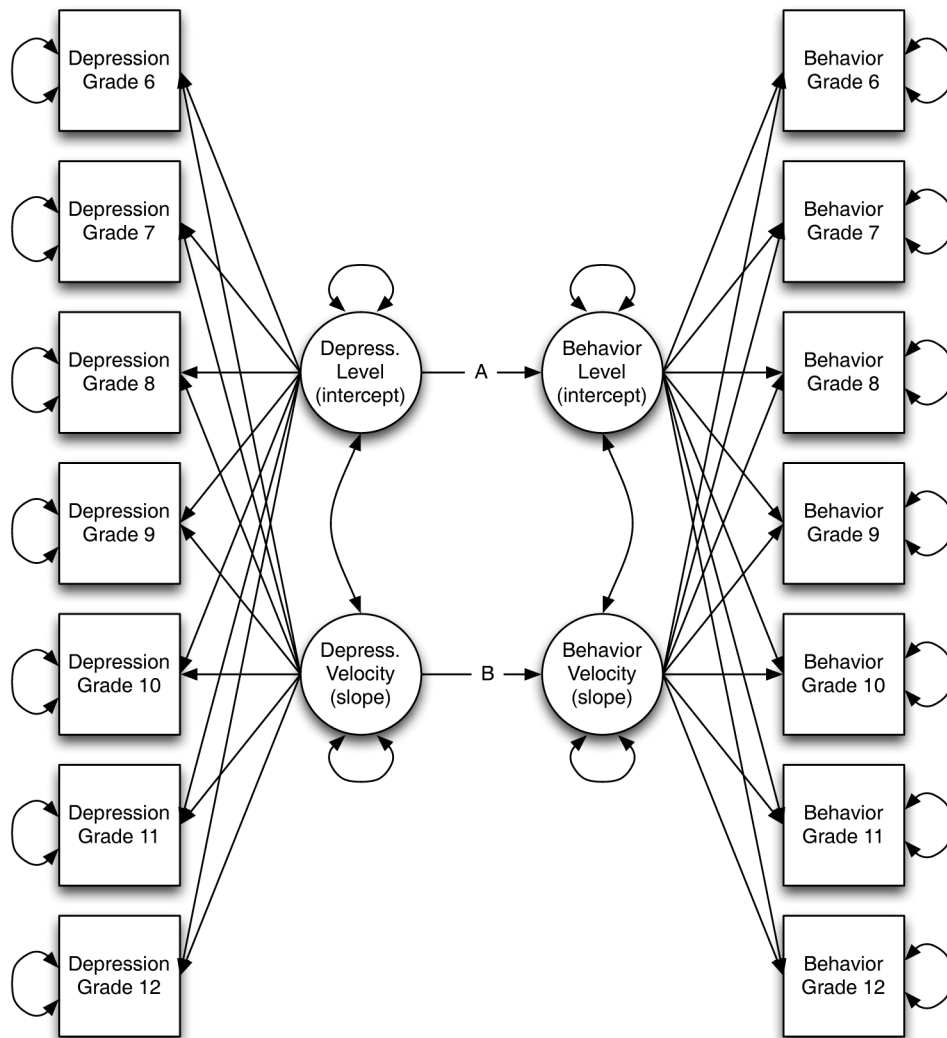 Depression
Grade 6
Depression
Grade 7
Depression
Grade 8
Depression
Grade 9
Depression
Grade 10
Depression
Grade 11
Depression
Grade 12
Depress.
Level
(intercept)
A
Behavior
Level
(intercept)
Depress.
Velocity
(slope)
B
Behavior
Velocity
(slope)
Behavior
Grade 6
Behavior
Grade 7
Behavior
Grade 8
Behavior
Grade 9
Behavior
Grade 10
Behavior
Grade 11
Behavior
Grade 12